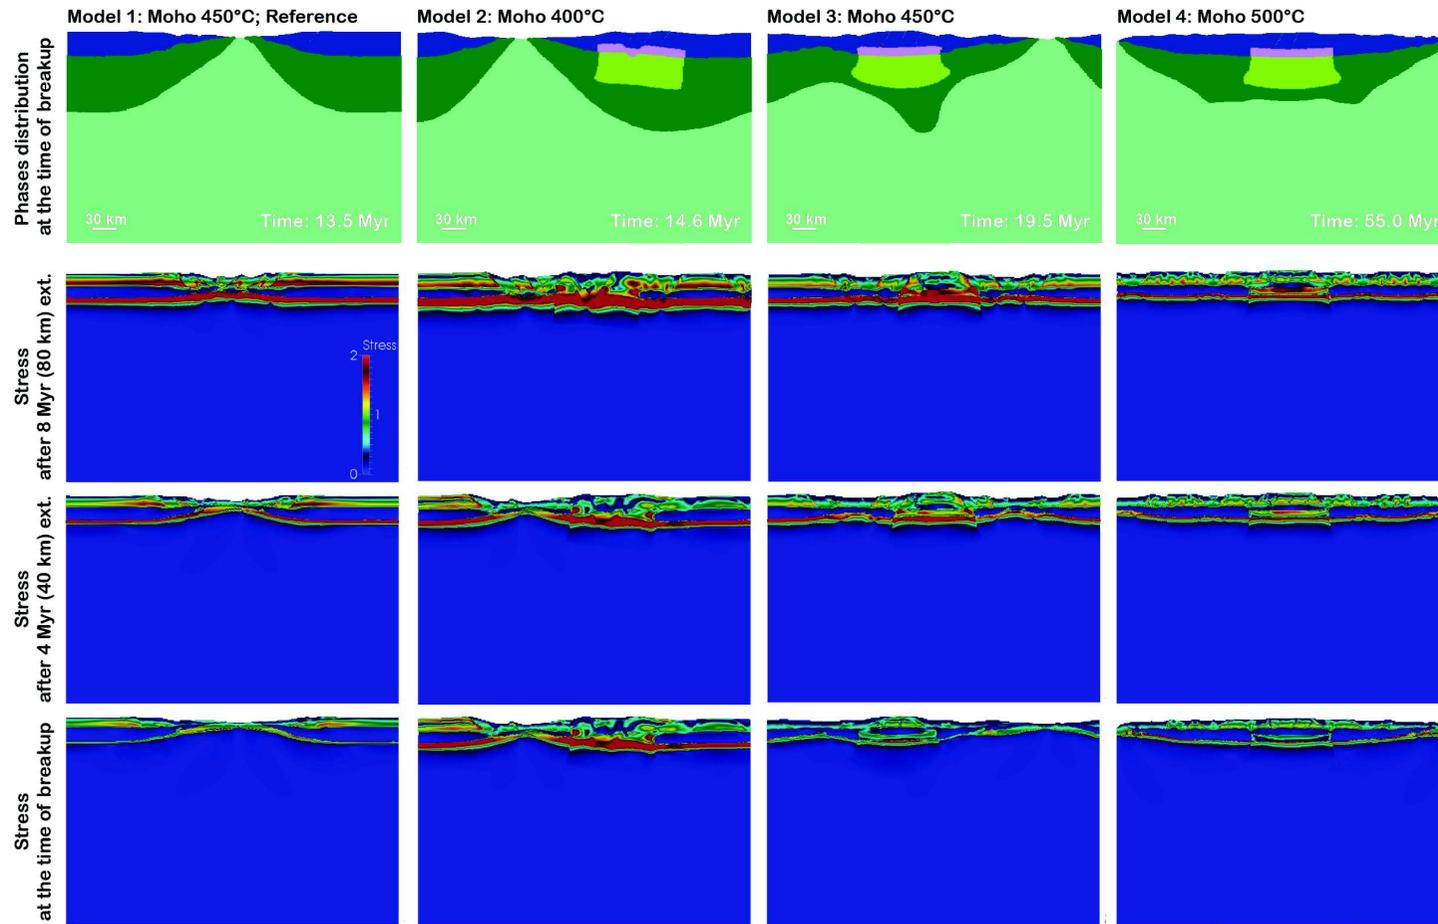 Model 1: Moho 450°C; Reference
Model 2: Moho 400°C
Model 3: Moho 450°C
Model 4: Moho 500°C
Phases distribution
at the time of breakup
30 km
Time: 13.5 Myr
30 km
Time: 14.6 Myr
30 km
Time: 19.5 Myr
30 km
Time: 55.0 Myr
Stress
after 8 Myr (80 km) ext.
Stress
2
1
0
Stress
after 4 Myr (40 km) ext.
Stress
at the time of breakup